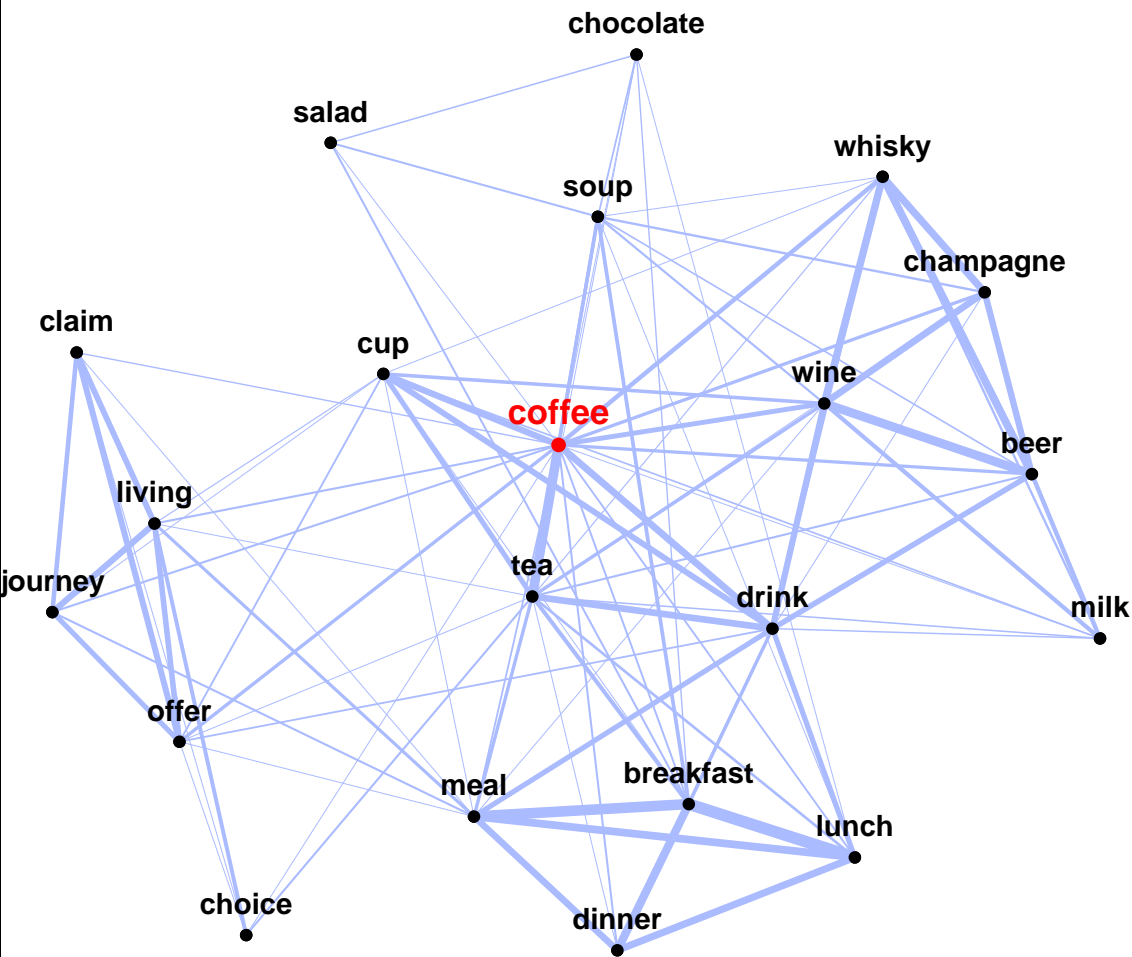 chocolate
salad
whisky
soup
champagne
claim
cup
wine
coffee
beer
living
tea
journey
drink
milk
offer
breakfast
meal
lunch
choice
dinner